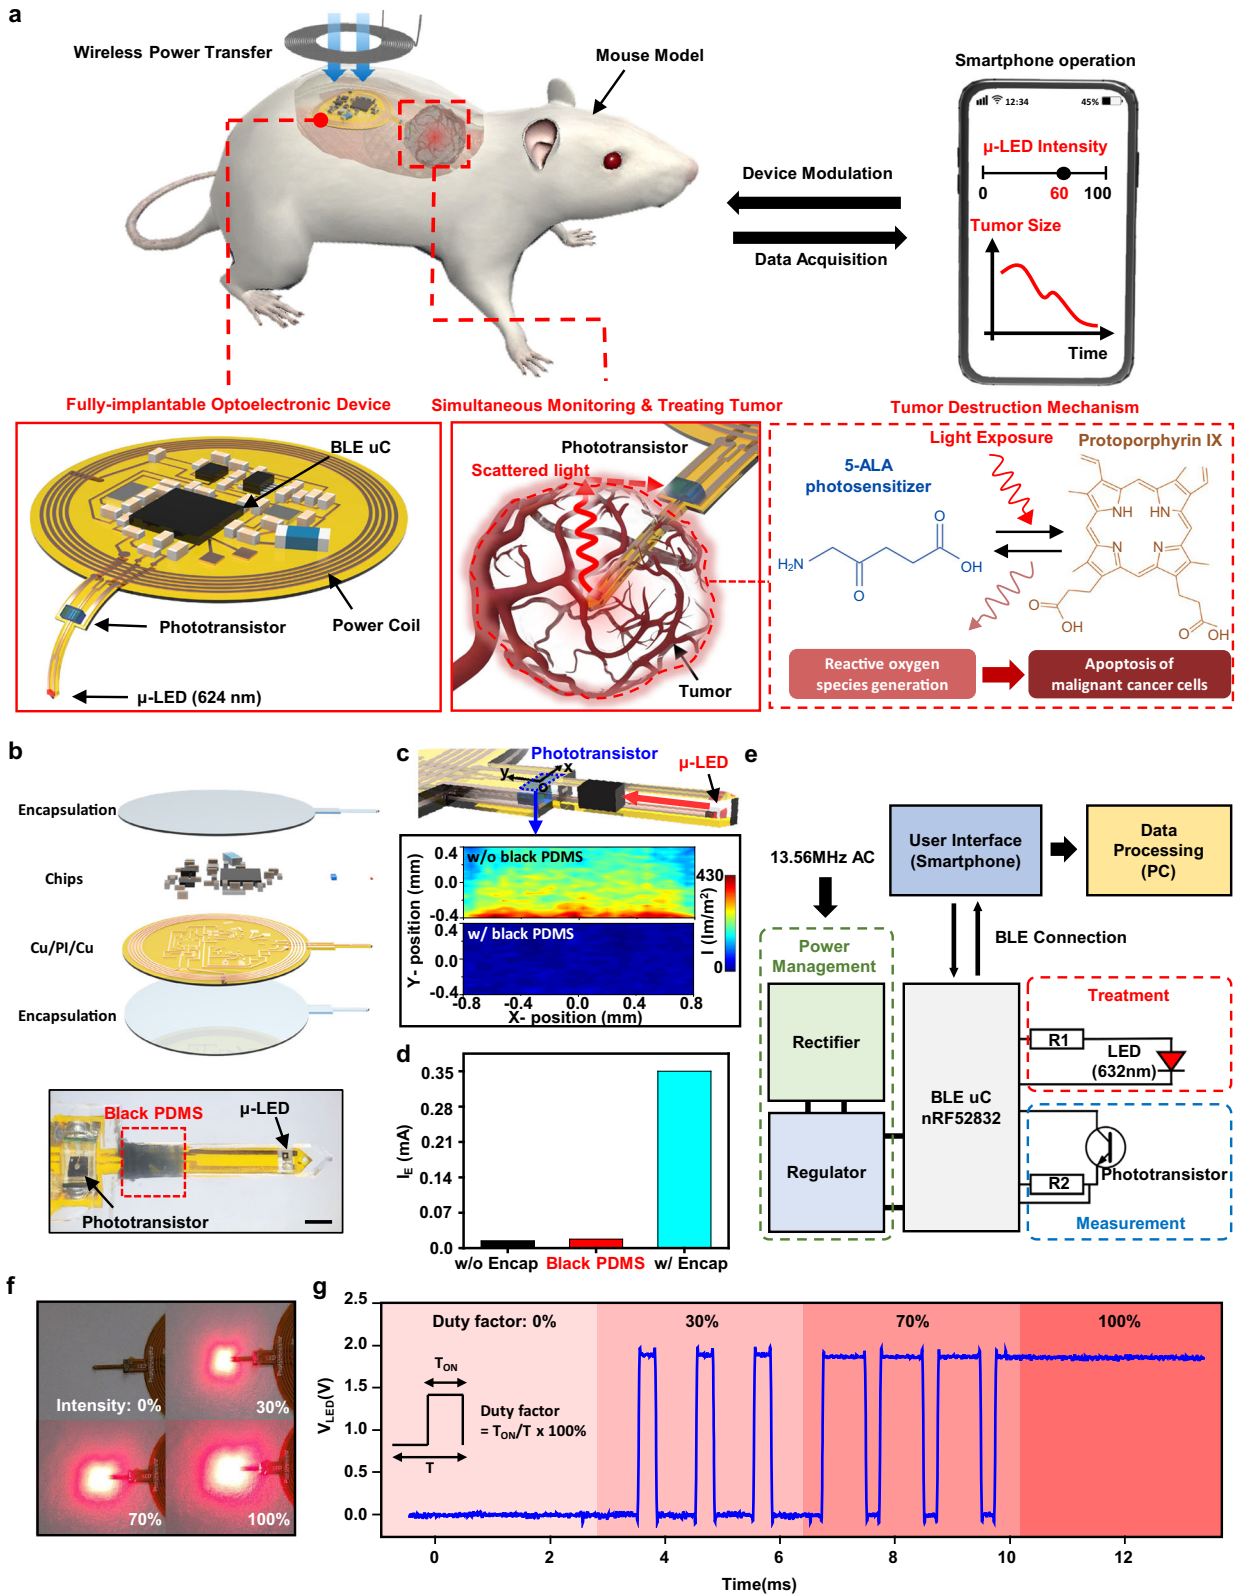 a
Wireless Power Transfer
Mouse Model
Smartphone operation
12:34
45%
μ-LED Intensity
0
60
100
Tumor Size
Time
Device Modulation
Data Acquisition
Fully-implantable Optoelectronic Device
BLE uC
Phototransistor
Power Coil
μ-LED (624 nm)
Simultaneous Monitoring & Treating Tumor
Phototransistor
Scattered light
Tumor
Tumor Destruction Mechanism
Light Exposure
Protoporphyrin IX
5-ALA
photosensitizer
H₂N
O
O
OH
NH
HN
N
N
O
OH
O
OH
Reactive oxygen
species generation
Apoptosis of
malignant cancer cells
b
Encapsulation
Chips
Cu/PI/Cu
Encapsulation
Black PDMS
μ-LED
Phototransistor
c
Phototransistor
μ-LED
y
x
o
w/o black PDMS
w/ black PDMS
Y- position (mm)
0.4
0.0
-0.4
0.4
0.0
-0.4
-0.8
-0.4
0.0
0.4
0.8
X- position (mm)
430
0
I (lm/m²)
d
I_E (mA)
0.35
0.28
0.21
0.14
0.07
0.0
w/o Encap
Black PDMS
w/ Encap
e
13.56MHz AC
User Interface
(Smartphone)
Data
Processing
(PC)
BLE Connection
Power
Management
Rectifier
Regulator
BLE uC
nRF52832
Treatment
R1
LED
(632nm)
R2
Phototransistor
Measurement
f
Intensity: 0%
30%
70%
100%
g
V_LED(V)
2.5
2.0
1.5
1.0
0.5
0.0
Duty factor: 0%
30%
70%
100%
T_ON
T
Duty factor
= T_ON/T x 100%
0
2
4
6
8
10
12
Time(ms)